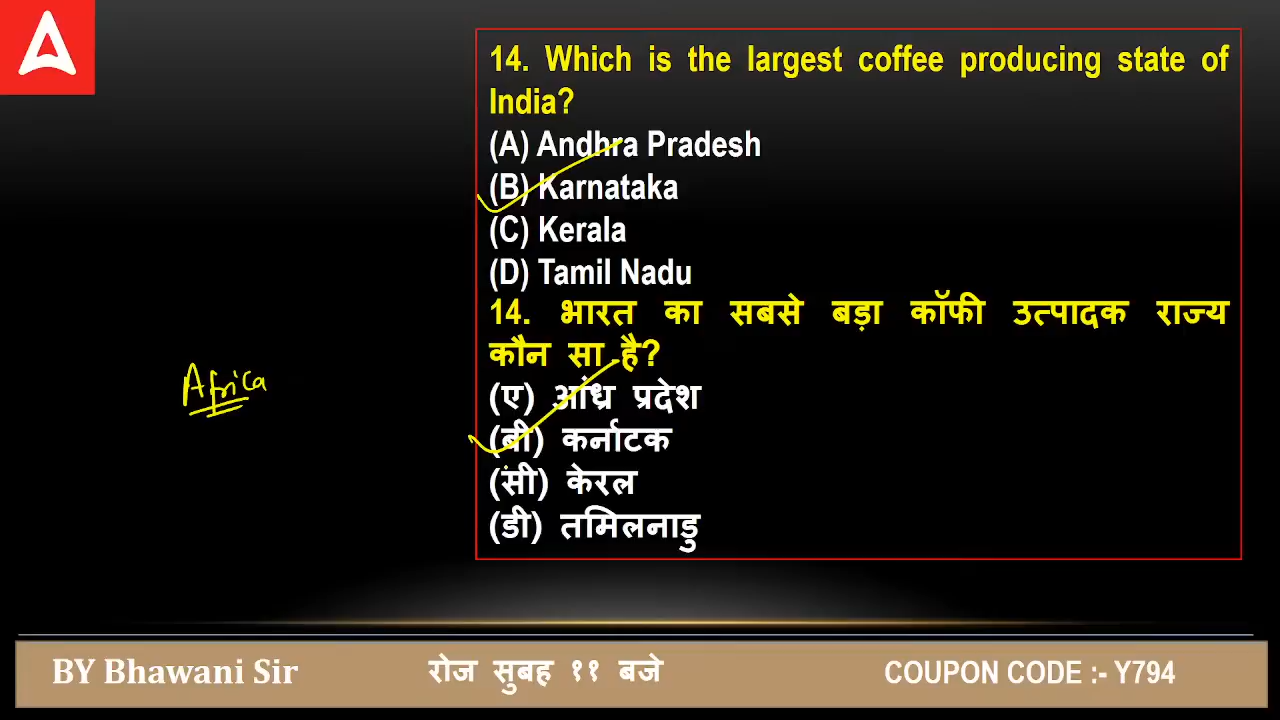 14. Which is the largest coffee producing state of
India?
(A) Andhra Pradesh
(B) Karnataka
(C) Kerala
(D) Tamil Nadu
14. भारत का सबसे बड़ा कॉफी उत्पादक राज्य
कौन सा है?
(ए) आंध्र प्रदेश
(बी) कर्नाटक
(सी) केरल
(डी) तमिलनाडु
Africa
BY Bhawani Sir रोज सुबह ११ बजे COUPON CODE :- Y794